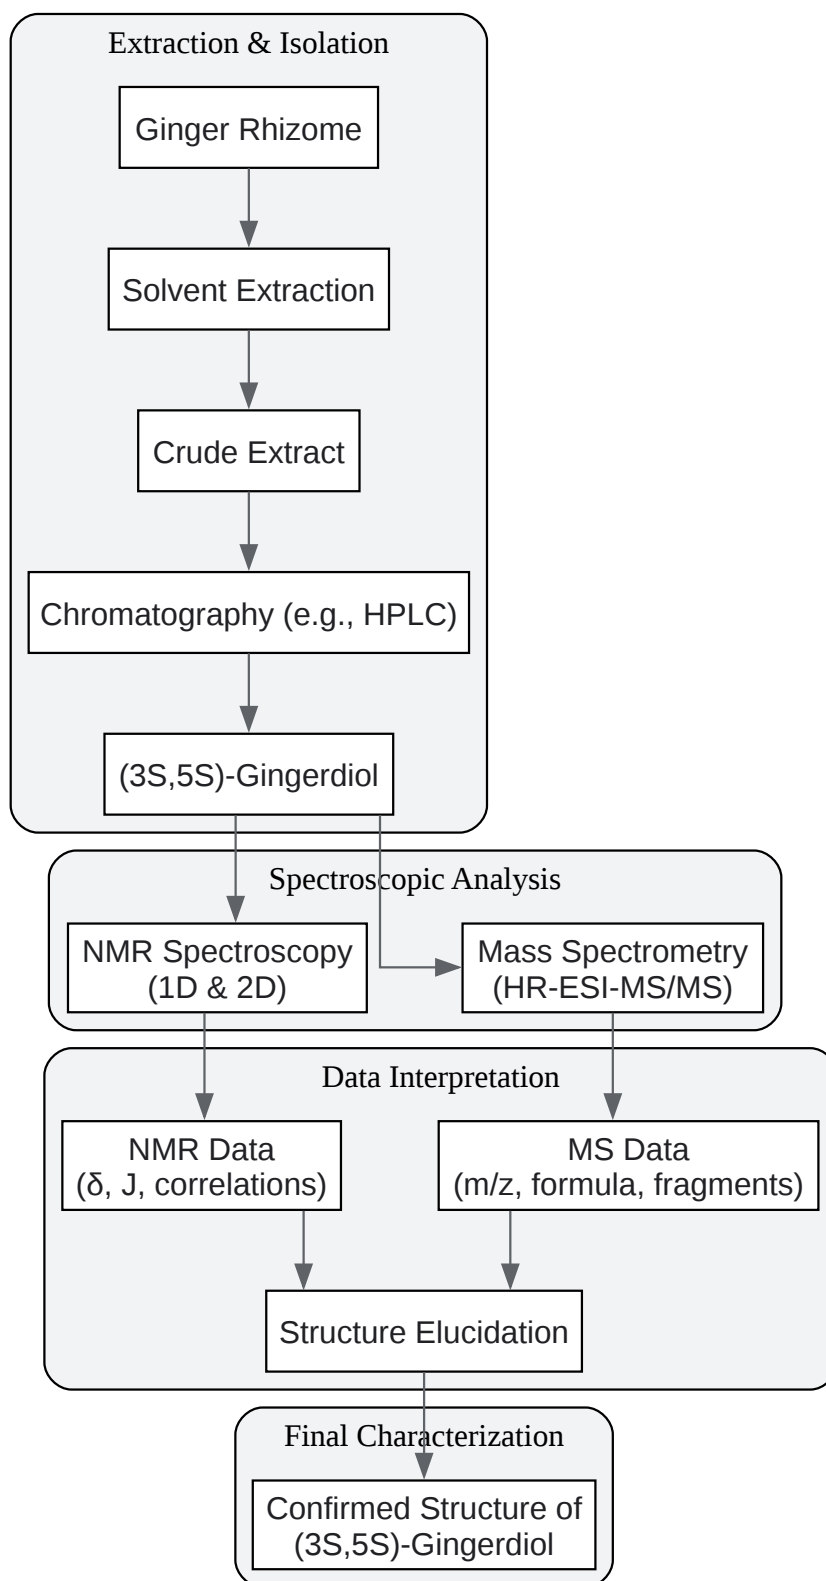 Extraction & Isolation
Ginger Rhizome
Solvent Extraction
Crude Extract
Chromatography (e.g., HPLC)
(3S,5S)-Gingerdiol
Spectroscopic Analysis
NMR Spectroscopy
(1D & 2D)
Mass Spectrometry
(HR-ESI-MS/MS)
Data Interpretation
NMR Data
(δ, J, correlations)
MS Data
(m/z, formula, fragments)
Structure Elucidation
Final Characterization
Confirmed Structure of
(3S,5S)-Gingerdiol